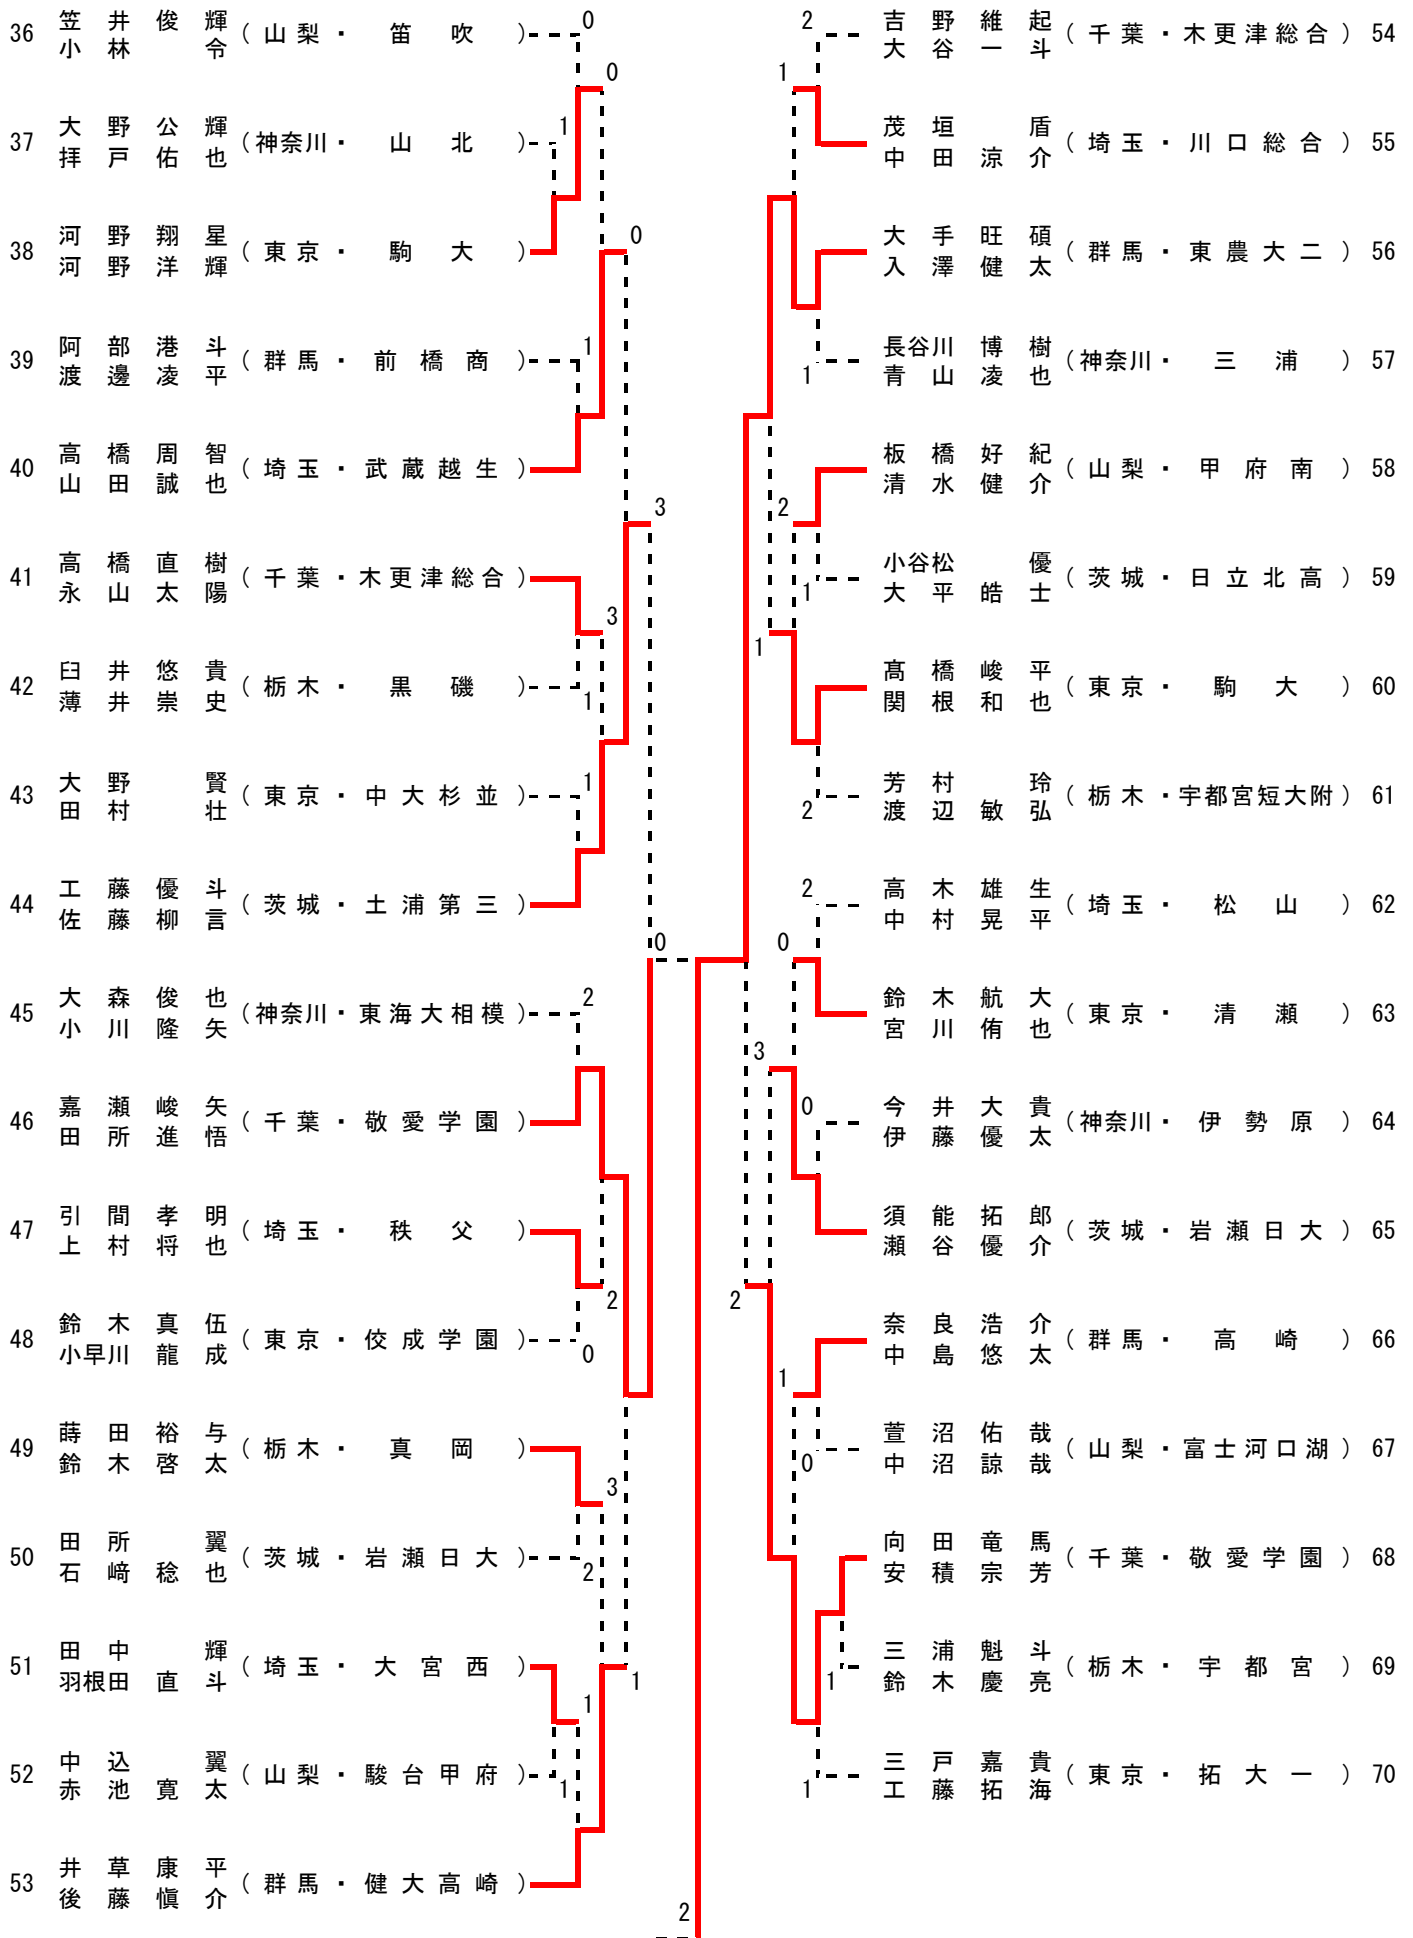 36 笠井俊輝 小林令 (山梨・笛吹) 0
0
37 大野公輝 拝戸佑也 (神奈川・山北) 1
38 河野翔星 河野洋輝 (東京・駒大)
0
39 阿部港斗 渡邊凌平 (群馬・前橋商) 1
40 高橋周智 山田誠也 (埼玉・武蔵越生)
3
41 高橋直樹 永山太陽 (千葉・木更津総合)
3
42 臼井悠貴 薄井崇史 (栃木・黒磯) 1
43 大野賢 田村壮 (東京・中大杉並) 1
44 工藤優斗 佐藤柳言 (茨城・土浦第三)
0
45 大森俊也 小川隆矢 (神奈川・東海大相模) 2
46 嘉瀬峻矢 田所進悟 (千葉・敬愛学園)
47 引間孝明 上村将也 (埼玉・秩父)
2
48 鈴木真伍 小早川龍成 (東京・佼成学園) 0
49 蒔田裕与 鈴木啓太 (栃木・真岡)
3
50 田所翼 石﨑稔也 (茨城・岩瀬日大) 2
51 田中輝 羽根田直斗 (埼玉・大宮西)
1
1
52 中込翼 赤池寛太 (山梨・駿台甲府) 1
53 井草康平 後藤愼介 (群馬・健大高崎)
2
2 吉野維起 大谷一斗 (千葉・木更津総合) 54
1
茂垣盾 中田涼介 (埼玉・川口総合) 55
大手旺碩 入澤健太 (群馬・東農大二) 56
1 長谷川博樹 青山凌也 (神奈川・三浦) 57
板橋好紀 清水健介 (山梨・甲府南) 58
2
1 小谷松優 大平皓士 (茨城・日立北高) 59
1
髙橋峻平 関根和也 (東京・駒大) 60
2 芳村玲 渡辺敏弘 (栃木・宇都宮短大附) 61
2 高木雄生 中村晃平 (埼玉・松山) 62
0
鈴木航大 宮川侑也 (東京・清瀬) 63
3
0 今井大貴 伊藤優太 (神奈川・伊勢原) 64
須能拓郎 瀬谷優介 (茨城・岩瀬日大) 65
2
奈良浩介 中島悠太 (群馬・高崎) 66
1
0 萱沼佑哉 中沼諒哉 (山梨・富士河口湖) 67
向田竜馬 安積宗芳 (千葉・敬愛学園) 68
1 三浦魁斗 鈴木慶亮 (栃木・宇都宮) 69
1 三戸嘉貴 工藤拓海 (東京・拓大一) 70